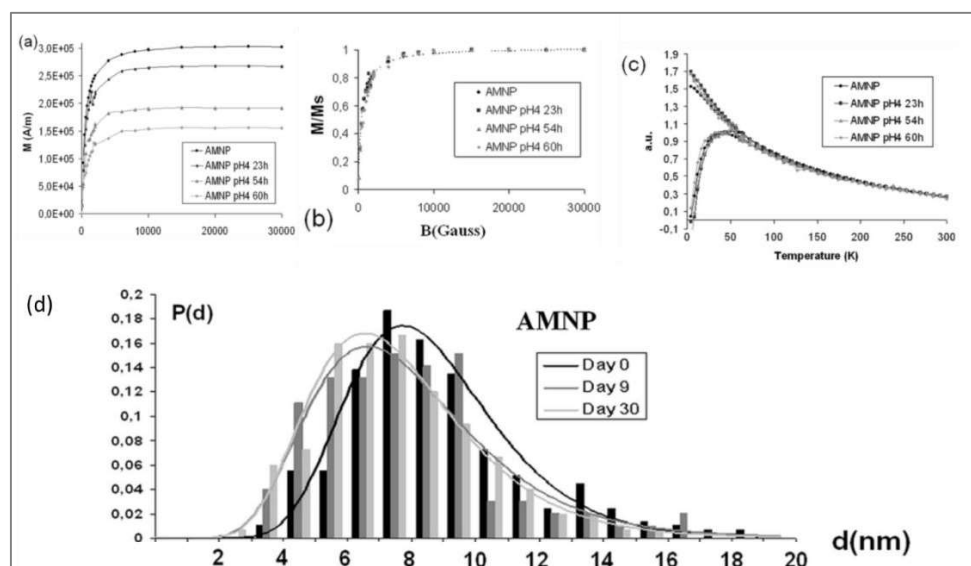 (a)
M (A/m)
3,0E+05
2,5E+05
2,0E+05
1,5E+05
1,0E+05
5,0E+04
0,0E+00
0
10000
20000
30000
AMNP
AMNP pH4 23h
AMNP pH4 54h
AMNP pH4 60h
(b)
M/Ms
1
0,8
0,6
0,4
0,2
0
0
10000
20000
30000
B(Gauss)
AMNP
AMNP pH4 23h
AMNP pH4 54h
AMNP pH4 60h
(c)
a.u.
1,9
1,7
1,5
1,3
1,1
0,9
0,7
0,5
0,3
0,1
-0,1
0
50
100
150
200
250
300
Temperature (K)
AMNP
AMNP pH4 23h
AMNP pH4 54h
AMNP pH4 60h
(d)
P(d)
AMNP
0,2
0,18
0,16
0,14
0,12
0,1
0,08
0,06
0,04
0,02
0
2
4
6
8
10
12
14
16
18
20
d(nm)
Day 0
Day 9
Day 30